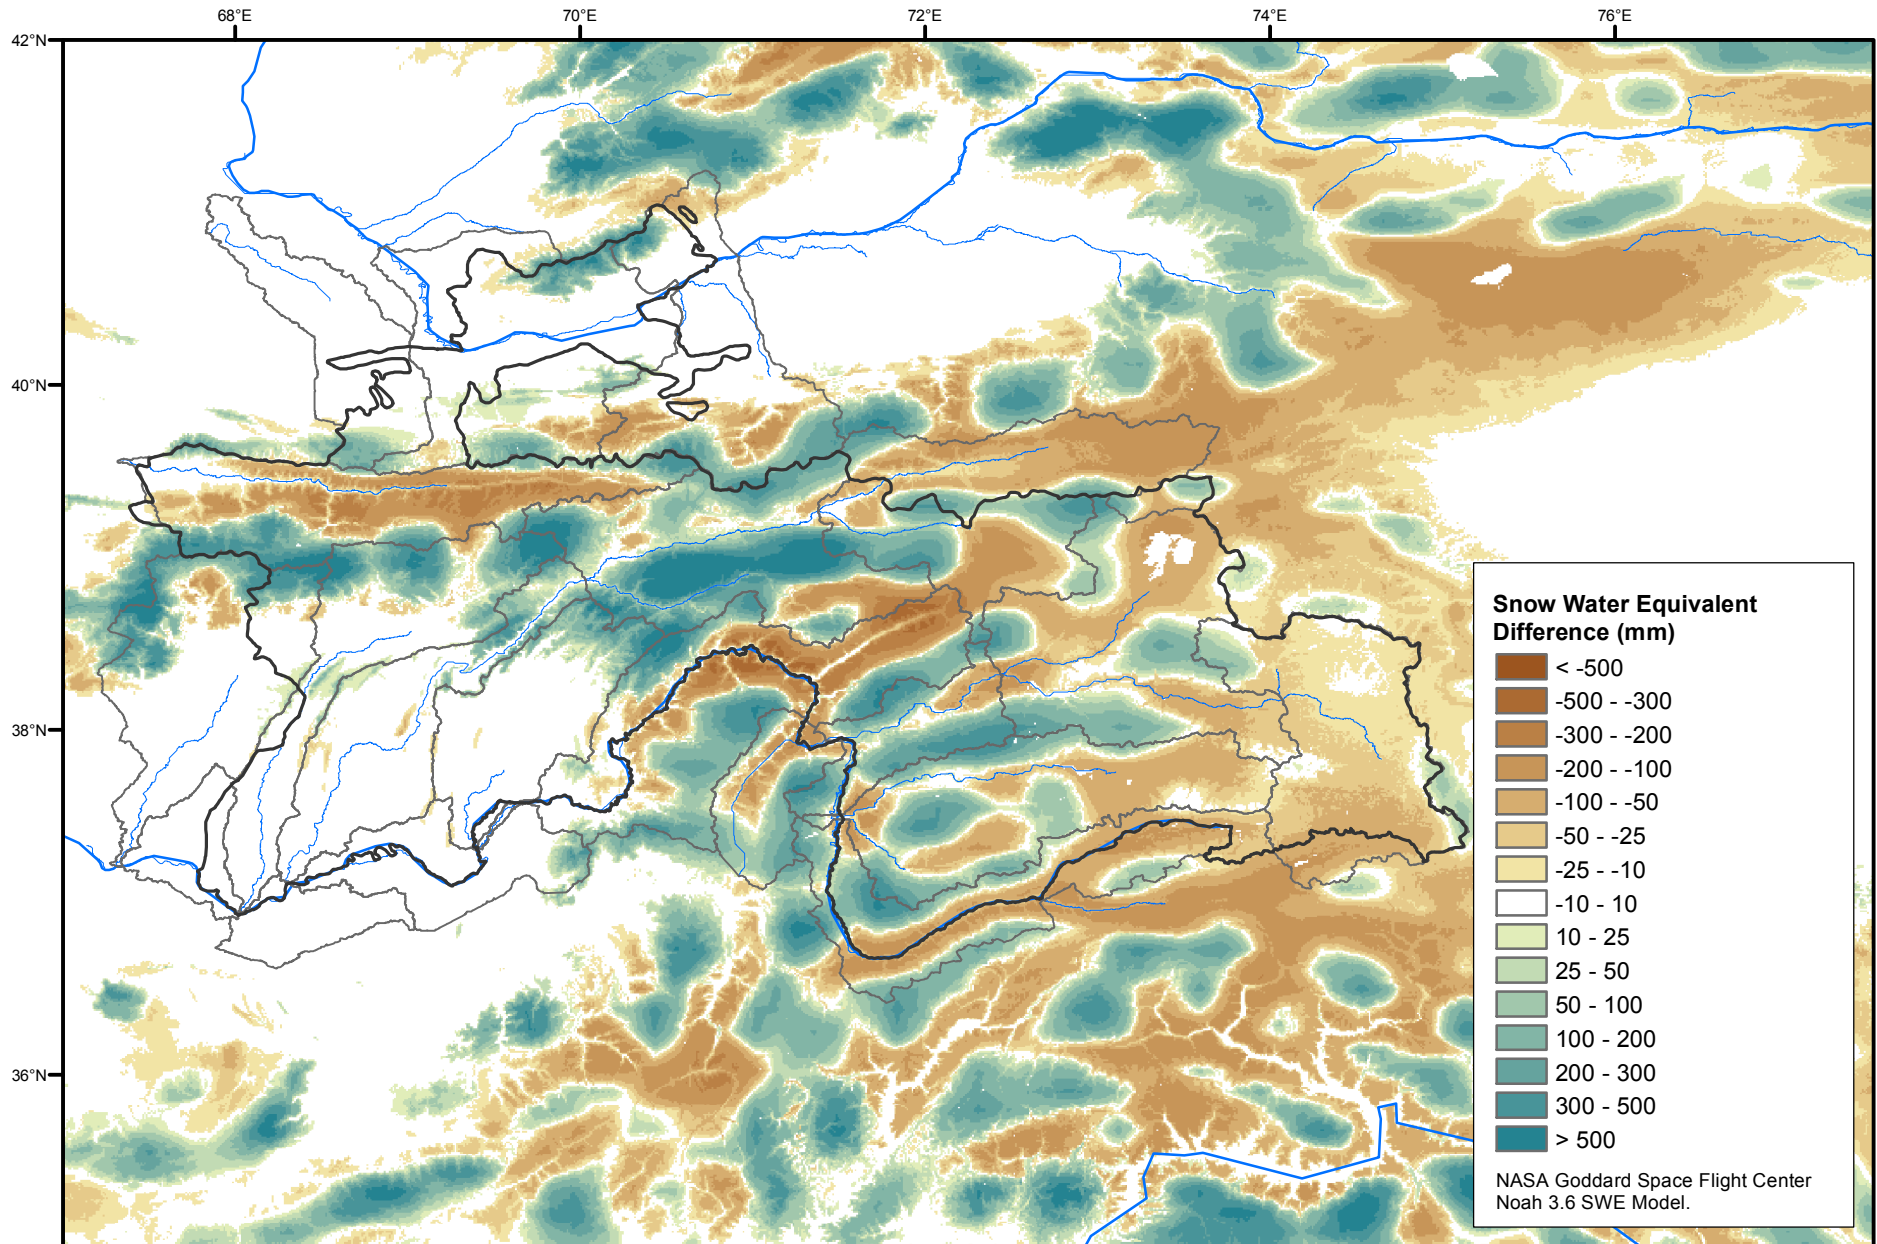 68°E
70°E
72°E
74°E
76°E
42°N
40°N
38°N
36°N
Snow Water Equivalent
Difference (mm)
< -500
-500 - -300
-300 - -200
-200 - -100
-100 - -50
-50 - -25
-25 - -10
-10 - 10
10 - 25
25 - 50
50 - 100
100 - 200
200 - 300
300 - 500
> 500
NASA Goddard Space Flight Center
Noah 3.6 SWE Model.